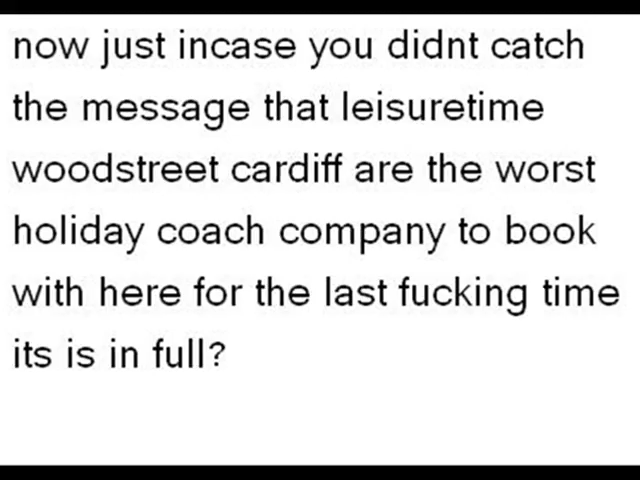 now just incase you didnt catch
the message that leisuretime
woodstreet cardiff are the worst
holiday coach company to book
with here for the last fucking time
its is in full?